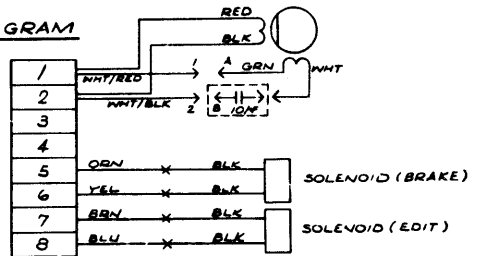 GRAM
RED
BLK
1 WHT/RED 1 A GRN WHT
2 WHT/BLK 2 B 10µF
3
4
5 ORN BLK
6 YEL BLK
SOLENOID (BRAKE)
7 BRN BLK
8 BLU BLK
SOLENOID (EDIT)